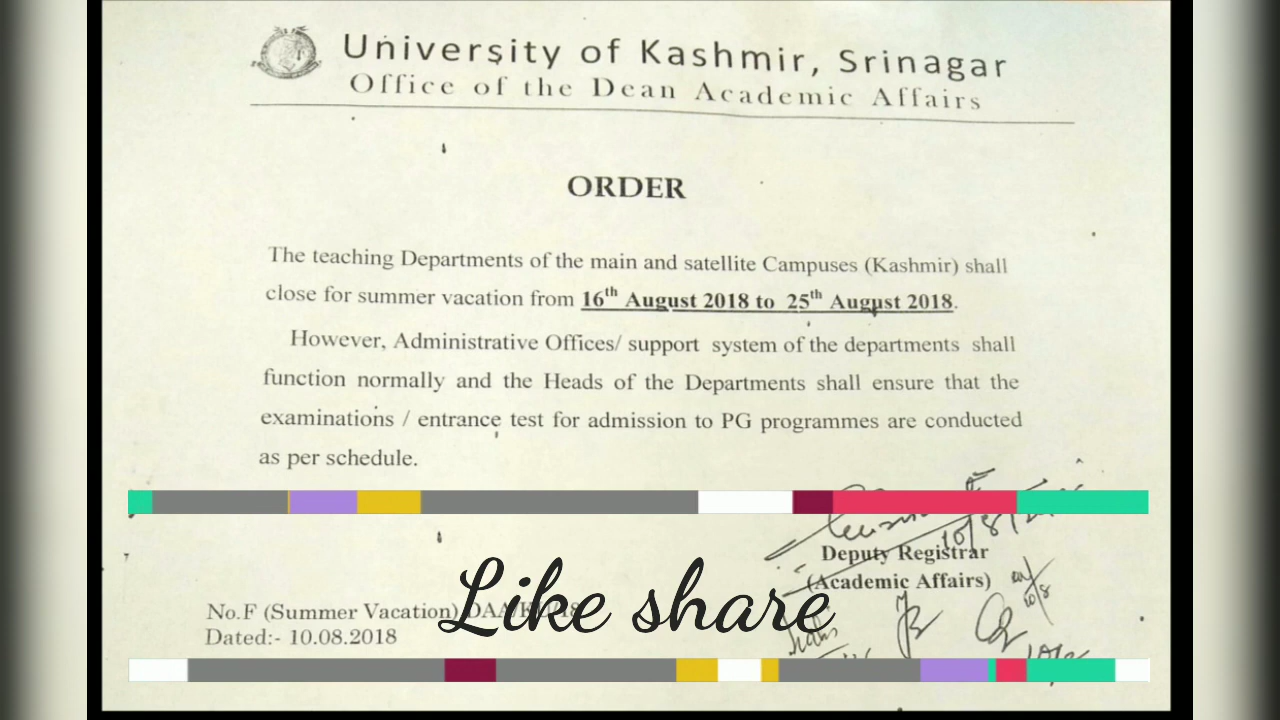 University of Kashmir, Srinagar
Office of the Dean Academic Affairs
ORDER
The teaching Departments of the main and satellite Campuses (Kashmir) shall
close for summer vacation from 16th August 2018 to 25th August 2018.
However, Administrative Offices/ support system of the departments shall
function normally and the Heads of the Departments shall ensure that the
examinations / entrance test for admission to PG programmes are conducted
as per schedule.
10/8/
Deputy Registrar
(Academic Affairs)
No.F (Summer Vacation)
Dated:- 10.08.2018
Like share